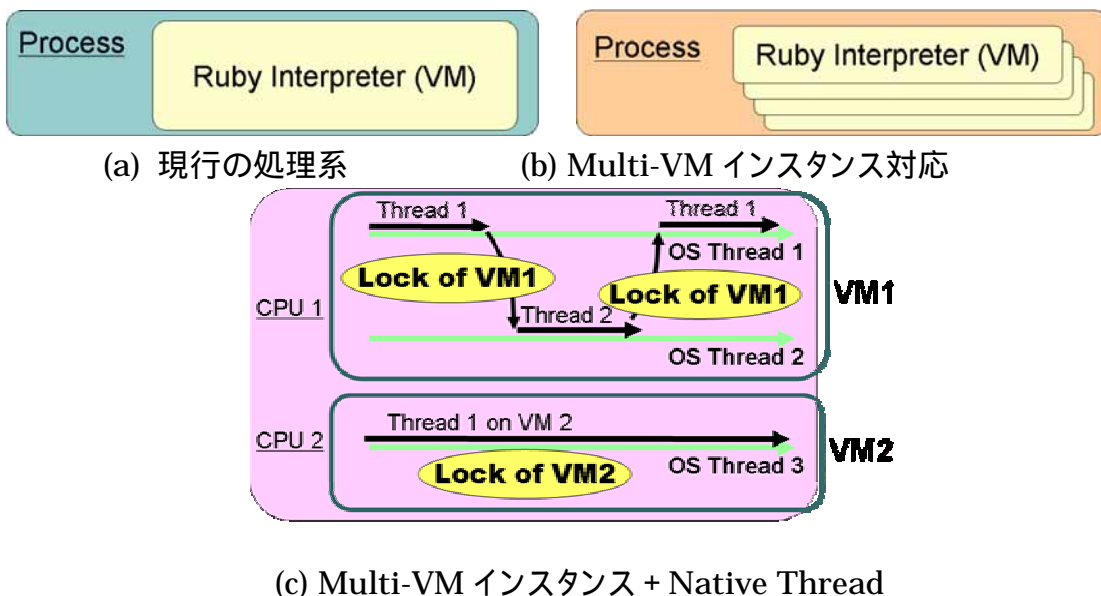 Process
Ruby Interpreter (VM)
Process
Ruby Interpreter (VM)
(a) 現行の処理系
(b) Multi-VM インスタンス対応
Thread 1
Thread 1
OS Thread 1
Lock of VM1
Lock of VM1
VM1
CPU 1
Thread 2
OS Thread 2
Thread 1 on VM 2
CPU 2
VM2
OS Thread 3
Lock of VM2
(c) Multi-VM インスタンス + Native Thread